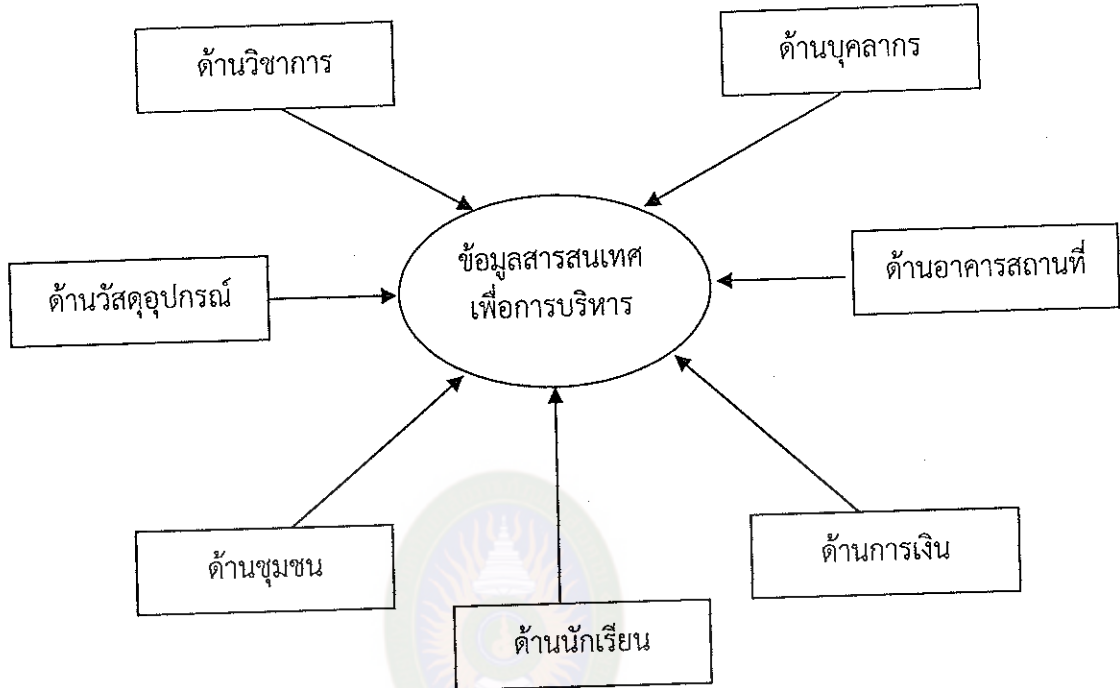 ด้านวิชาการ
ด้านบุคลากร
ข้อมูลสารสนเทศ
เพื่อการบริหาร
ด้านวัสดุอุปกรณ์
ด้านอาคารสถานที่
ด้านชุมชน
ด้านการเงิน
ด้านนักเรียน